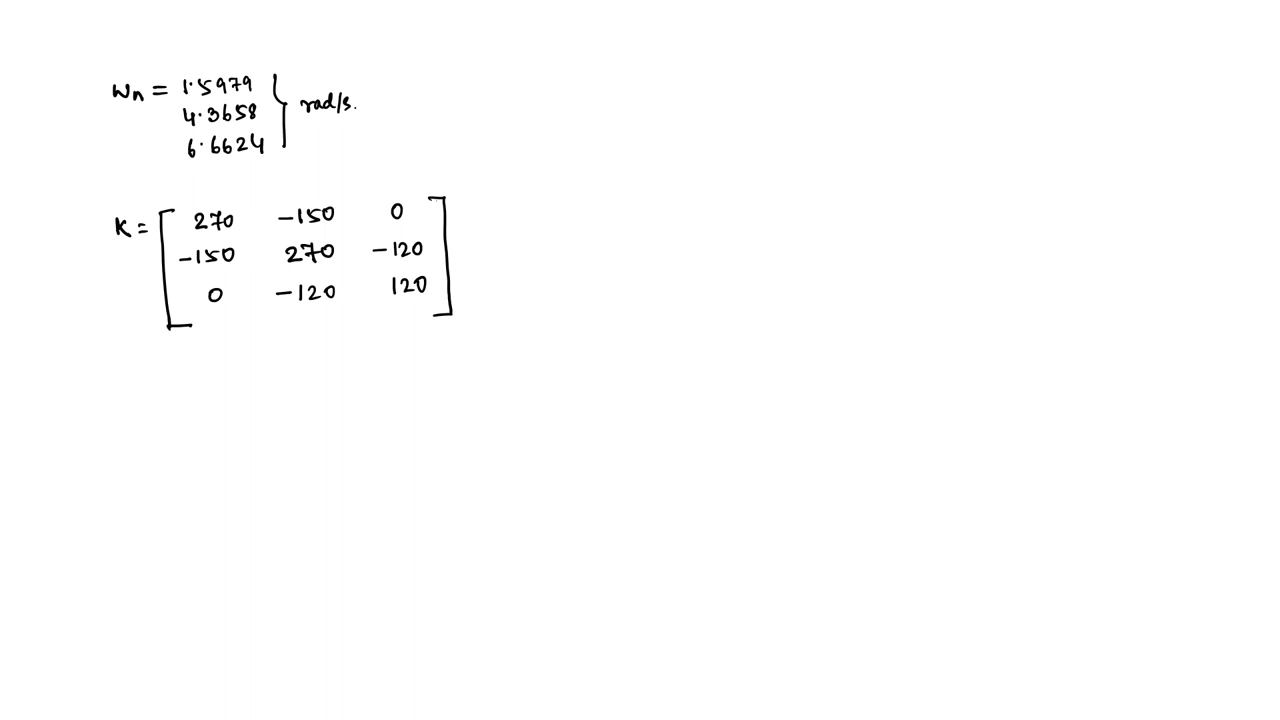 ωn = 1.5979
4.3658
6.6624
} rad/s.
K = [ 270 -150 0
-150 270 -120
0 -120 120 ]